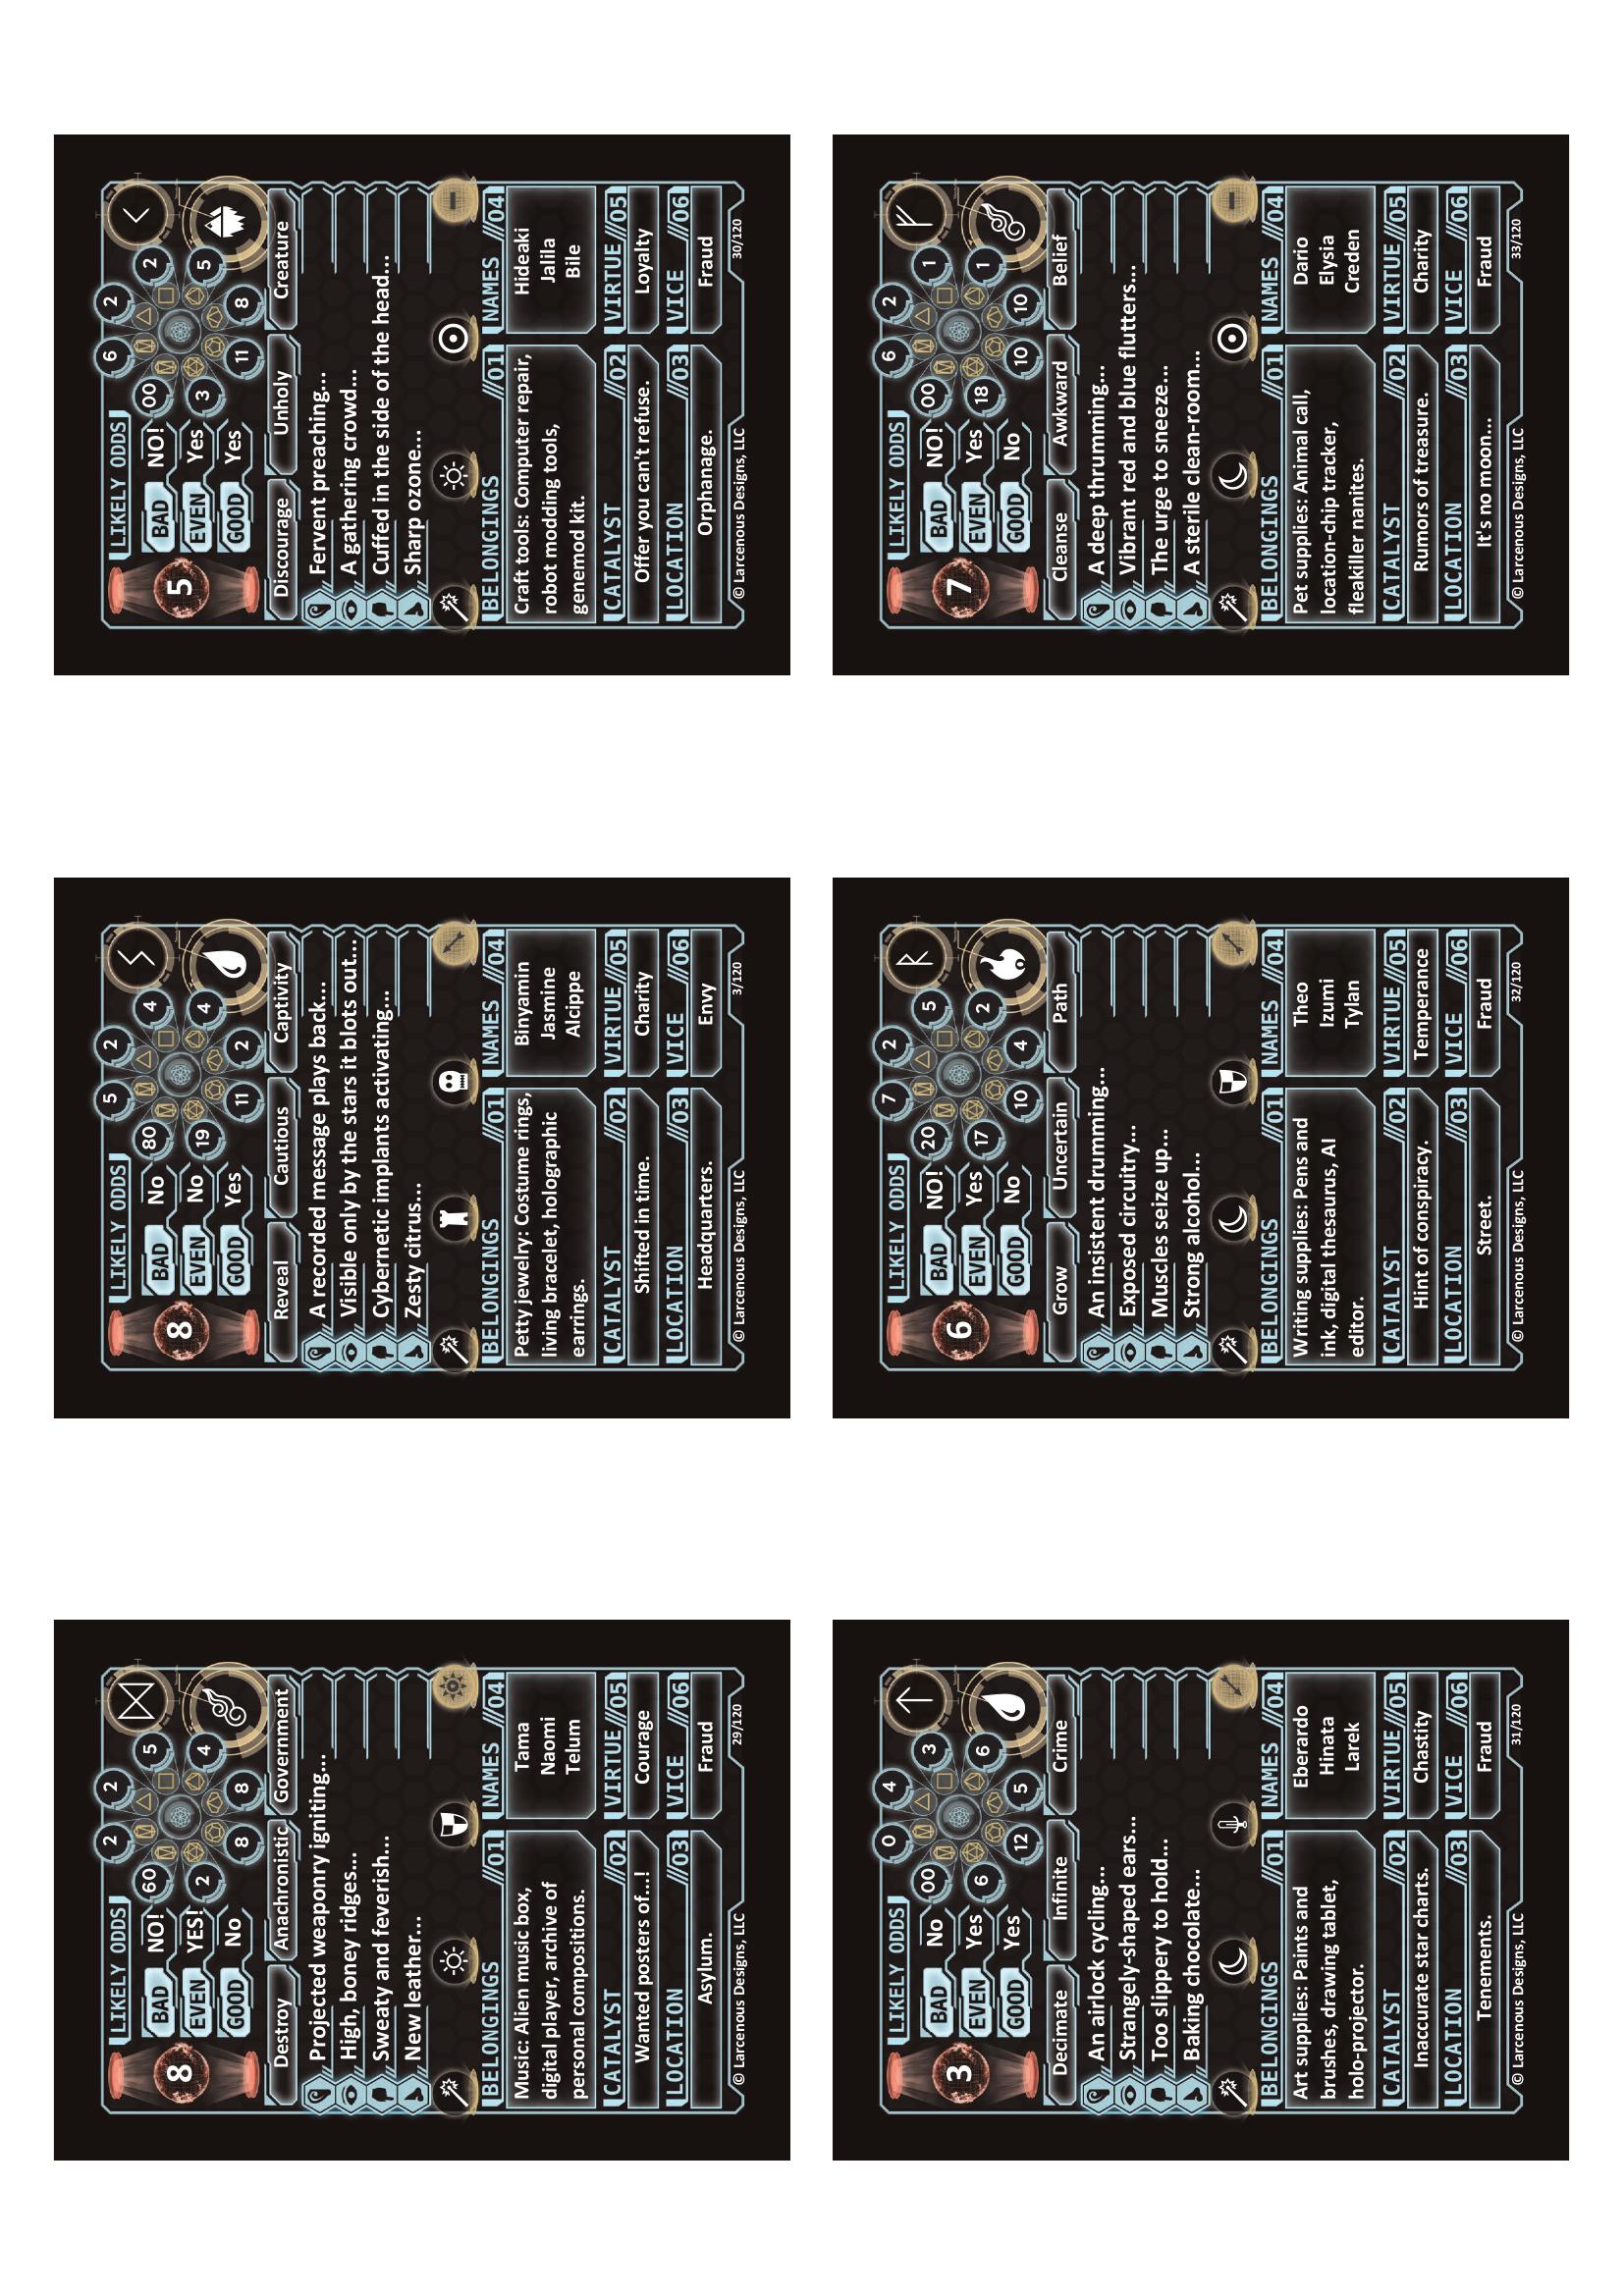 LIKELY ODDS
8
BAD NO!
EVEN YES!
GOOD No
2 2
60 5
2 4
8 8
Destroy Anachronistic Government
Projected weaponry igniting...
High, boney ridges...
Sweaty and feverish...
New leather...
BELONGINGS //01
Music: Alien music box,
digital player, archive of
personal compositions.
CATALYST //02
Wanted posters of...!
LOCATION //03
Asylum.
NAMES //04
Tama
Naomi
Telum
VIRTUE //05
Courage
VICE //06
Fraud
© Larcenous Designs, LLC
29/120
LIKELY ODDS
8
BAD No
EVEN No
GOOD Yes
5 2
80 4
19 4
11 2
Reveal Cautious Captivity
A recorded message plays back...
Visible only by the stars it blots out...
Cybernetic implants activating...
Zesty citrus...
BELONGINGS //01
Petty jewelry: Costume rings,
living bracelet, holographic
earrings.
CATALYST //02
Shifted in time.
LOCATION //03
Headquarters.
NAMES //04
Binyamin
Jasmine
Alcippe
VIRTUE //05
Charity
VICE //06
Envy
© Larcenous Designs, LLC
3/120
LIKELY ODDS
5
BAD NO!
EVEN Yes
GOOD Yes
6 2
00 2
3 5
11 8
Discourage Unholy Creature
Fervent preaching...
A gathering crowd...
Cuffed in the side of the head...
Sharp ozone...
BELONGINGS //01
Craft tools: Computer repair,
robot modding tools,
genemod kit.
CATALYST //02
Offer you can't refuse.
LOCATION //03
Orphanage.
NAMES //04
Hideaki
Jalila
Bile
VIRTUE //05
Loyalty
VICE //06
Fraud
© Larcenous Designs, LLC
30/120
LIKELY ODDS
3
BAD No
EVEN Yes
GOOD Yes
0 4
00 3
6 6
12 5
Decimate Infinite Crime
An airlock cycling...
Strangely-shaped ears...
Too slippery to hold...
Baking chocolate...
BELONGINGS //01
Art supplies: Paints and
brushes, drawing tablet,
holo-projector.
CATALYST //02
Inaccurate star charts.
LOCATION //03
Tenements.
NAMES //04
Eberardo
Hinata
Larek
VIRTUE //05
Chastity
VICE //06
Fraud
© Larcenous Designs, LLC
31/120
LIKELY ODDS
6
BAD NO!
EVEN Yes
GOOD No
7 2
20 5
17 2
10 4
Grow Uncertain Path
An insistent drumming...
Exposed circuitry...
Muscles seize up...
Strong alcohol...
BELONGINGS //01
Writing supplies: Pens and
ink, digital thesaurus, AI
editor.
CATALYST //02
Hint of conspiracy.
LOCATION //03
Street.
NAMES //04
Theo
Izumi
Tylan
VIRTUE //05
Temperance
VICE //06
Fraud
© Larcenous Designs, LLC
32/120
LIKELY ODDS
7
BAD NO!
EVEN Yes
GOOD No
6 2
00 1
18 1
10 10
Cleanse Awkward Belief
A deep thrumming...
Vibrant red and blue flutters...
The urge to sneeze...
A sterile clean-room...
BELONGINGS //01
Pet supplies: Animal call,
location-chip tracker,
fleakiller nanites.
CATALYST //02
Rumors of treasure.
LOCATION //03
It's no moon...
NAMES //04
Dario
Elysia
Creden
VIRTUE //05
Charity
VICE //06
Fraud
© Larcenous Designs, LLC
33/120